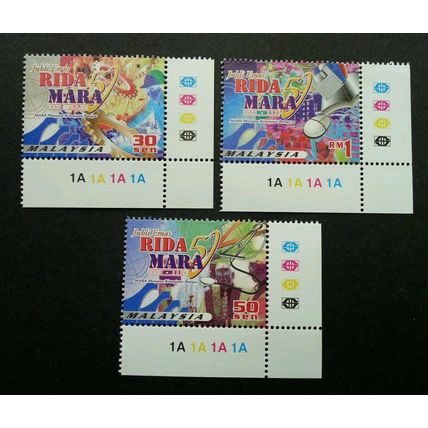 Jubli Emas
RIDA
MARA
50
30
sen
MALAYSIA
1A 1A 1A 1A
Jubli Emas
RIDA
MARA
50
RM1
MALAYSIA
1A 1A 1A 1A
Jubli Emas
RIDA
MARA
50
50
sen
MALAYSIA
1A 1A 1A 1A